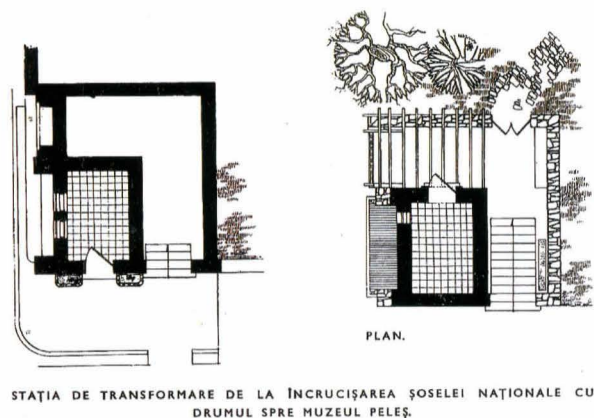 PLAN.
STAȚIA DE TRANSFORMARE DE LA ÎNCRUCIȘAREA ȘOSELEI NAȚIONALE CU
DRUMUL SPRE MUZEUL PELEȘ.